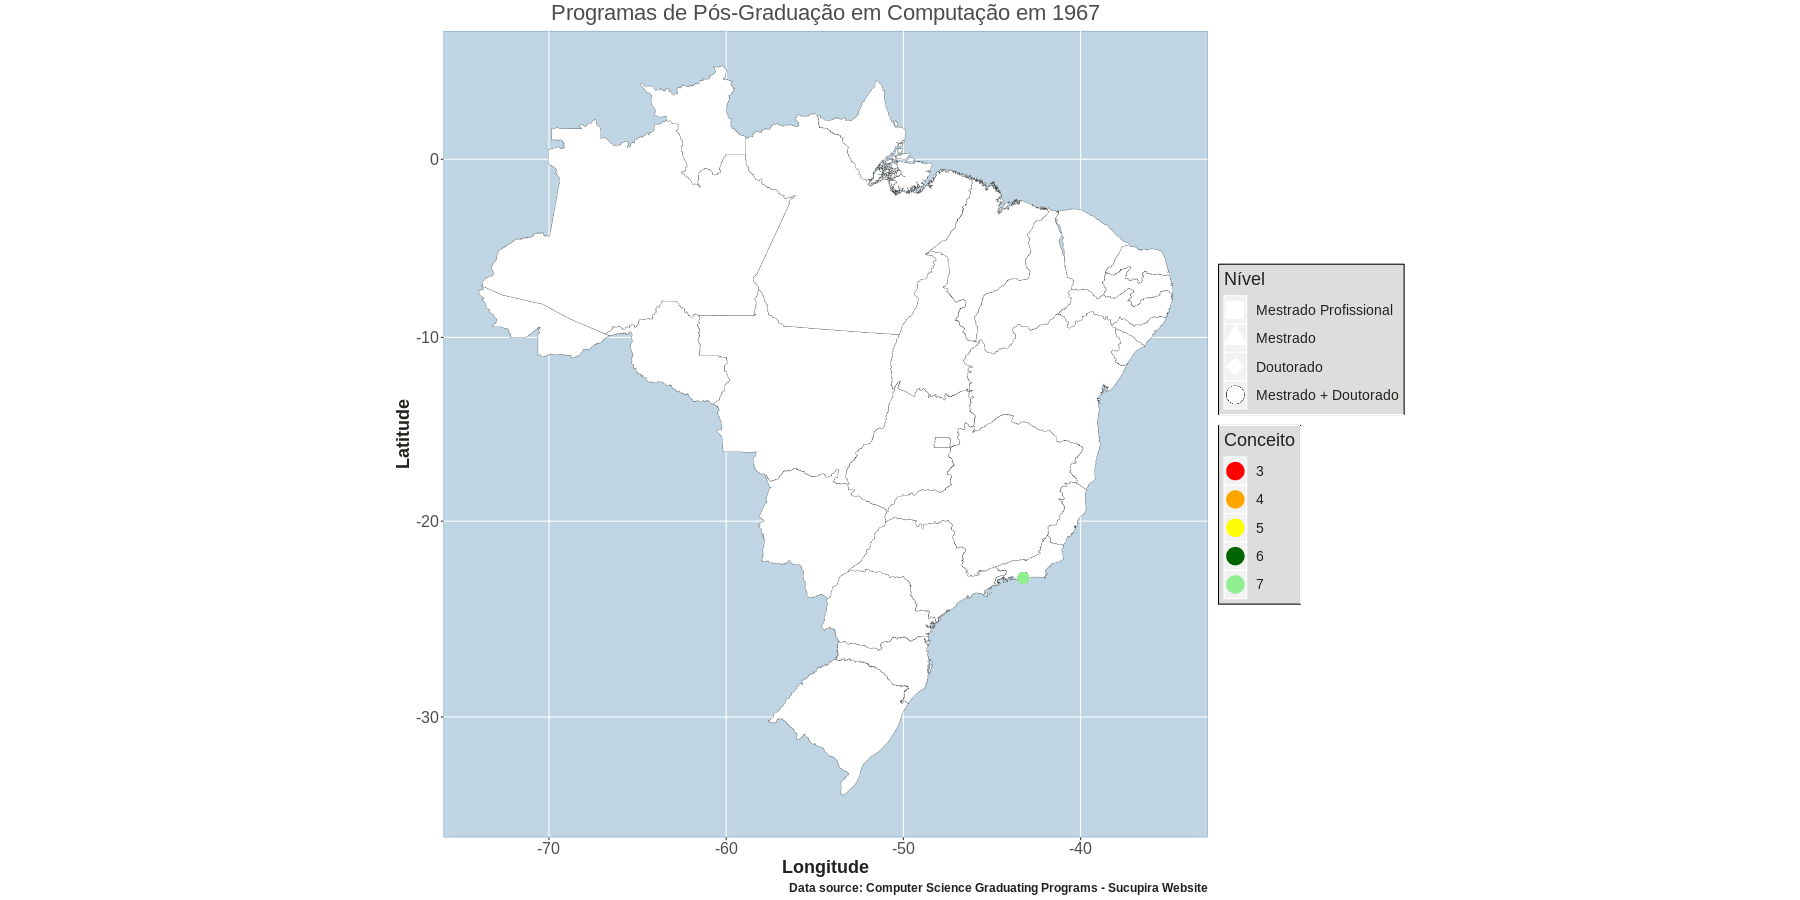 Programas de Pós-Graduação em Computação em 1967
0
-10
-20
-30
Latitude
-70
-60
-50
-40
Longitude
Data source: Computer Science Graduating Programs - Sucupira Website
Nível
Mestrado Profissional
Mestrado
Doutorado
Mestrado + Doutorado
Conceito
3
4
5
6
7